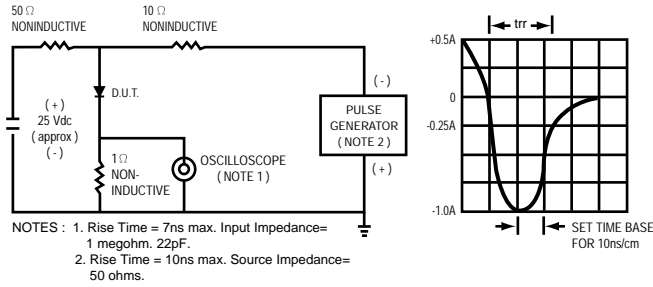 50 Ω
NONINDUCTIVE
10 Ω
NONINDUCTIVE
trr
+0.5A
(-)
D.U.T.
(+)
25 Vdc
(approx)
(-)
PULSE
GENERATOR
(NOTE 2)
0
-0.25A
1 Ω
NON-
INDUCTIVE
OSCILLOSCOPE
(NOTE 1)
(+)
-1.0A
SET TIME BASE
FOR 10ns/cm
NOTES : 1. Rise Time = 7ns max. Input Impedance=
1 megohm. 22pF.
2. Rise Time = 10ns max. Source Impedance=
50 ohms.